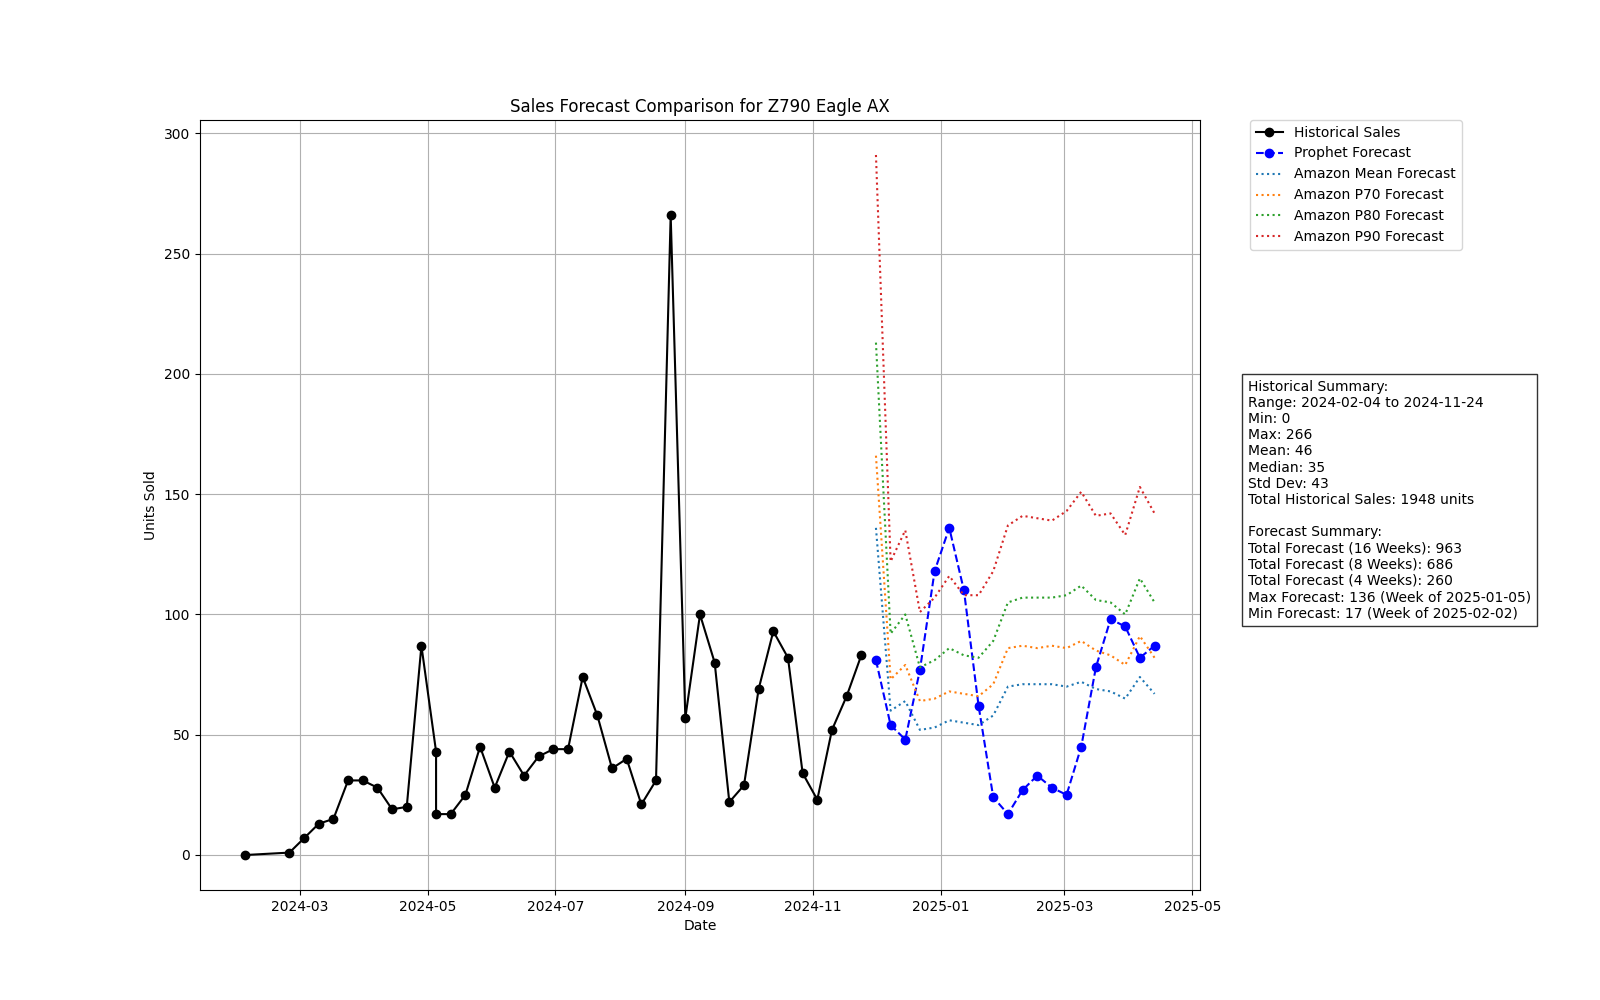 Sales Forecast Comparison for Z790 Eagle AX
300
250
200
150
100
50
0
Units Sold
2024-03
2024-05
2024-07
2024-09
2024-11
2025-01
2025-03
2025-05
Date
Historical Sales
Prophet Forecast
Amazon Mean Forecast
Amazon P70 Forecast
Amazon P80 Forecast
Amazon P90 Forecast
Historical Summary:
Range: 2024-02-04 to 2024-11-24
Min: 0
Max: 266
Mean: 46
Median: 35
Std Dev: 43
Total Historical Sales: 1948 units
Forecast Summary:
Total Forecast (16 Weeks): 963
Total Forecast (8 Weeks): 686
Total Forecast (4 Weeks): 260
Max Forecast: 136 (Week of 2025-01-05)
Min Forecast: 17 (Week of 2025-02-02)